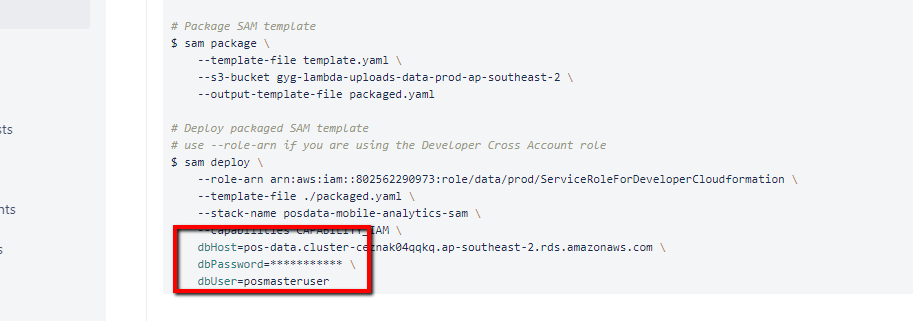 # Package SAM template
$ sam package \
--template-file template.yaml \
--s3-bucket gyg-lambda-uploads-data-prod-ap-southeast-2 \
--output-template-file packaged.yaml
# Deploy packaged SAM template
# use --role-arn if you are using the Developer Cross Account role
$ sam deploy \
--role-arn arn:aws:iam::802562290973:role/data/prod/ServiceRoleForDeveloperCloudformation \
--template-file ./packaged.yaml \
--stack-name posdata-mobile-analytics-sam \
--capabilities CAPABILITY_IAM \
dbHost=pos-data.cluster-ceznak04qqkq.ap-southeast-2.rds.amazonaws.com \
dbPassword=*********** \
dbUser=posmasteruser
sts
nts
s